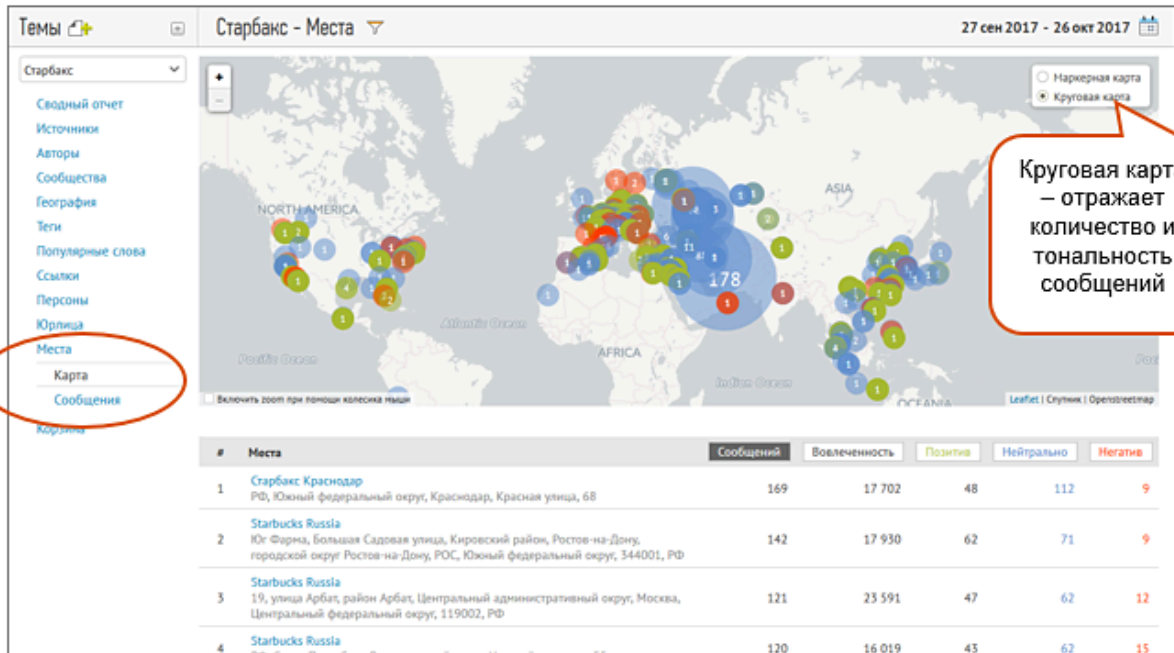 Темы
Старбакс – Места
27 сен 2017 - 26 окт 2017
Старбакс
Сводный отчет
Источники
Авторы
Сообщества
География
Теги
Популярные слова
Ссылки
Персоны
Юрлица
Места
Карта
Сообщения
Корзина
+
−
Маркерная карта
Круговая карта
Круговая карт
– отражает
количество и
тональность
сообщений
NORTH AMERICA
ASIA
AFRICA
OCEANIA
Atlantic Ocean
Pacific Ocean
Indian Ocean
178
Включить zoom при помощи колесика мыши
Leaflet | Спутник | Openstreetmap
# Места Сообщений Вовлеченность Позитив Нейтрально Негатив
1 Старбакс Краснодар 169 17 702 48 112 9
РФ, Южный федеральный округ, Краснодар, Красная улица, 68
2 Starbucks Russia 142 17 930 62 71 9
Юг Фарма, Большая Садовая улица, Кировский район, Ростов-на-Дону,
городской округ Ростов-на-Дону, РОС, Южный федеральный округ, 344001, РФ
3 Starbucks Russia 121 23 591 47 62 12
19, улица Арбат, район Арбат, Центральный административный округ, Москва,
Центральный федеральный округ, 119002, РФ
4 Starbucks Russia 120 16 019 43 62 15